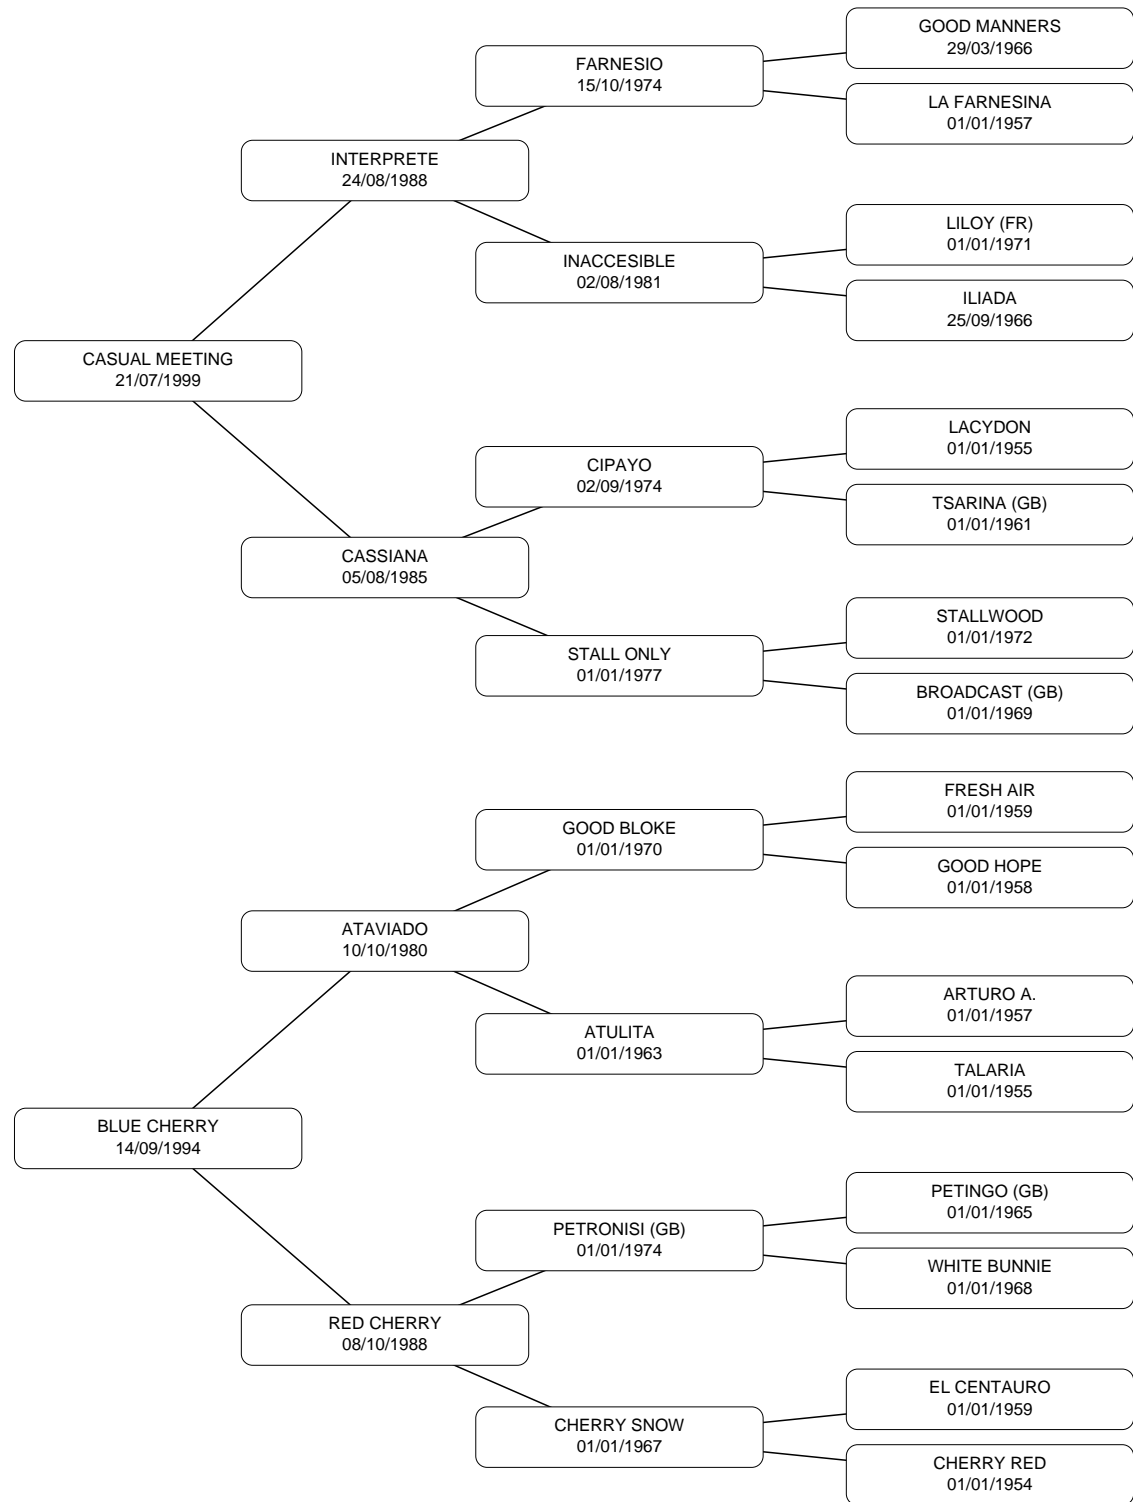 GOOD MANNERS
29/03/1966
FARNESIO
15/10/1974
LA FARNESINA
01/01/1957
INTERPRETE
24/08/1988
LILOY (FR)
01/01/1971
INACCESIBLE
02/08/1981
ILIADA
25/09/1966
CASUAL MEETING
21/07/1999
LACYDON
01/01/1955
CIPAYO
02/09/1974
TSARINA (GB)
01/01/1961
CASSIANA
05/08/1985
STALLWOOD
01/01/1972
STALL ONLY
01/01/1977
BROADCAST (GB)
01/01/1969
FRESH AIR
01/01/1959
GOOD BLOKE
01/01/1970
GOOD HOPE
01/01/1958
ATAVIADO
10/10/1980
ARTURO A.
01/01/1957
ATULITA
01/01/1963
TALARIA
01/01/1955
BLUE CHERRY
14/09/1994
PETINGO (GB)
01/01/1965
PETRONISI (GB)
01/01/1974
WHITE BUNNIE
01/01/1968
RED CHERRY
08/10/1988
EL CENTAURO
01/01/1959
CHERRY SNOW
01/01/1967
CHERRY RED
01/01/1954